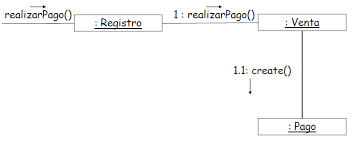 realizarPago()
: Registro
1 : realizarPago()
: Venta
1.1: create()
: Pago